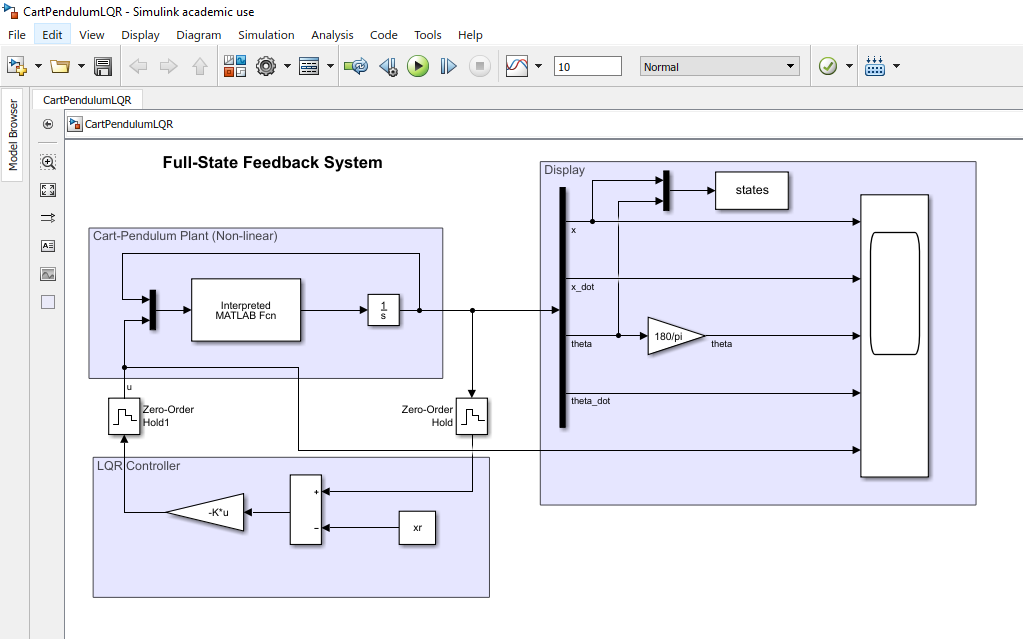 CartPendulumLQR - Simulink academic use
File Edit View Display Diagram Simulation Analysis Code Tools Help
10 Normal
Model Browser
CartPendulumLQR
CartPendulumLQR
Full-State Feedback System
Display
states
x
x_dot
theta
180/pi
theta
theta_dot
Cart-Pendulum Plant (Non-linear)
Interpreted
MATLAB Fcn
1
s
u
Zero-Order
Hold1
Zero-Order
Hold
LQR Controller
-K*u
+
−
xr